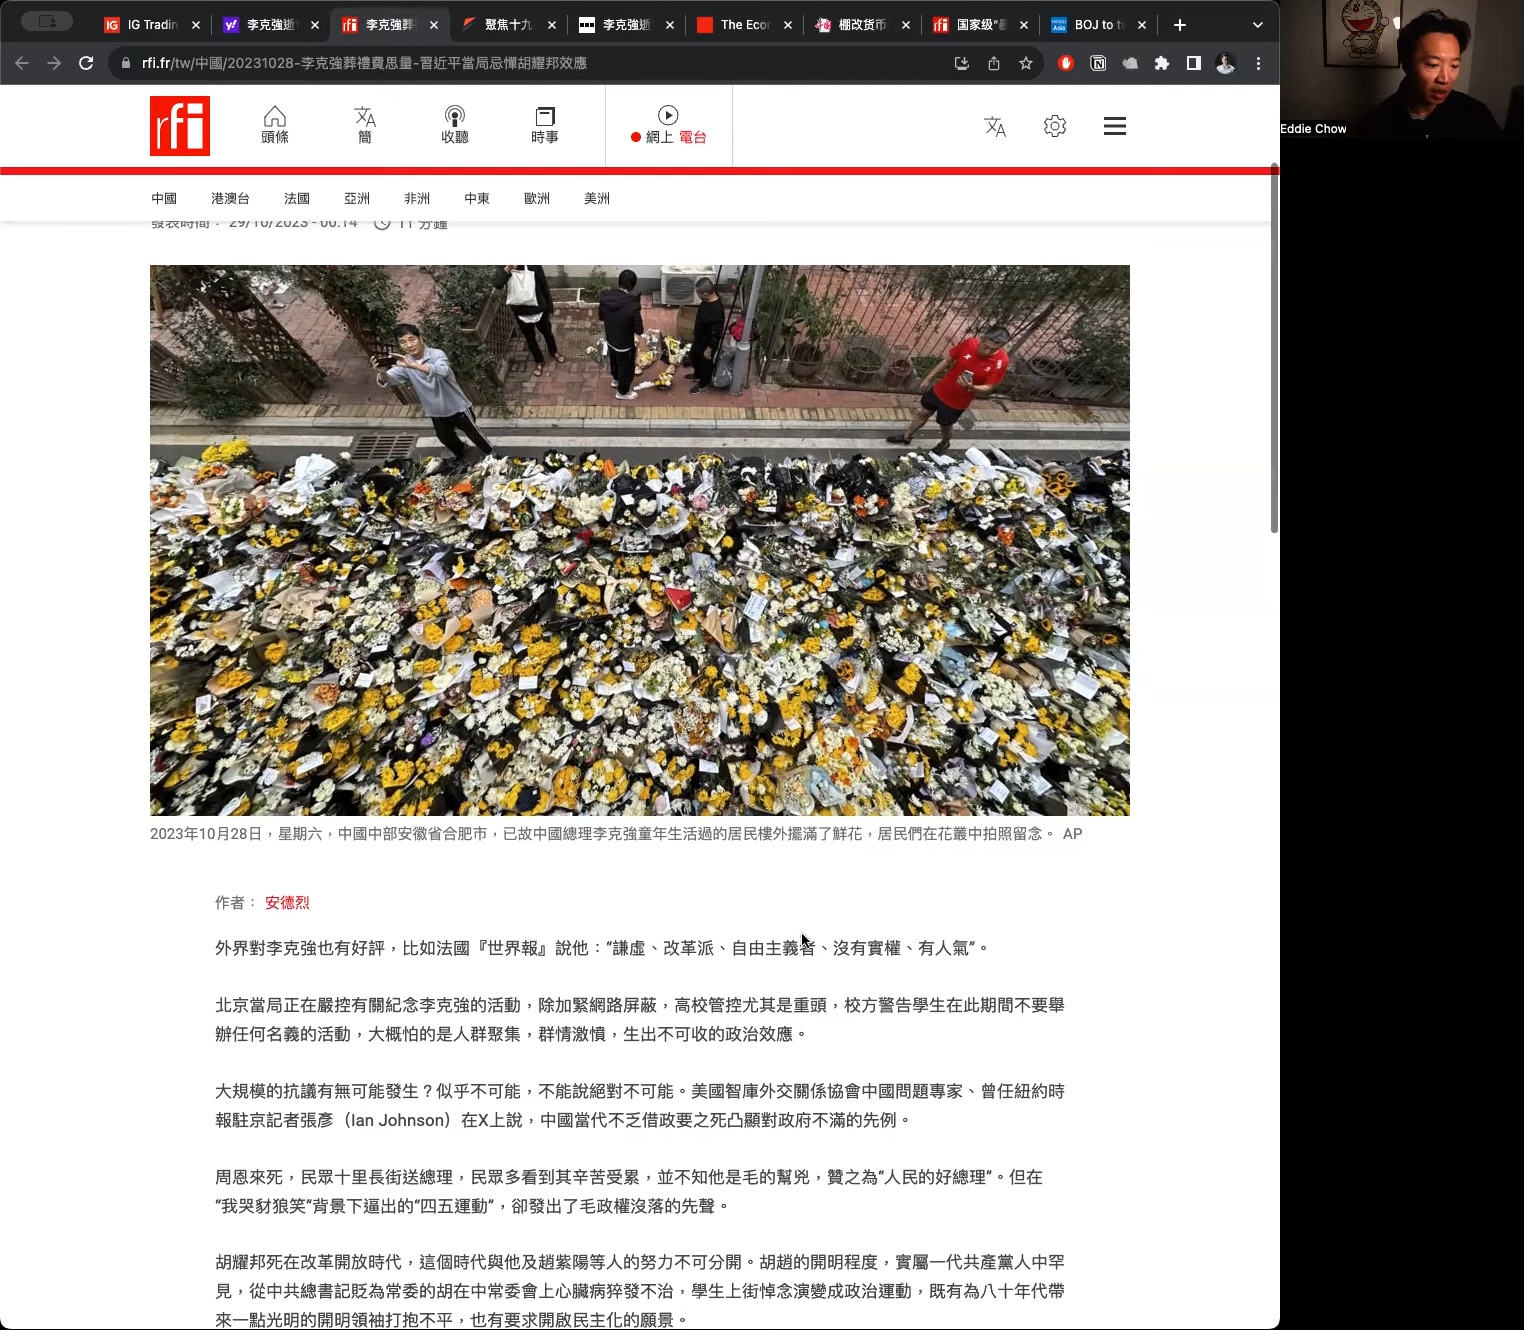 IG Tradin
李克強逝
李克強葬
聚焦十九
李克強逝
The Econ
棚改货币
国家级"
BOJ to t
rfi.fr/tw/中國/20231028-李克強葬禮費思量-習近平當局忌憚胡耀邦效應
rfi
頭條
簡
收聽
時事
網上 電台
Eddie Chow
中國
港澳台
法國
亞洲
非洲
中東
歐洲
美洲
發表時間： 29/10/2023 - 00:14 11 分鐘
2023年10月28日，星期六，中國中部安徽省合肥市，已故中國總理李克強童年生活過的居民樓外擺滿了鮮花，居民們在花叢中拍照留念。 AP
作者： 安德烈
外界對李克強也有好評，比如法國『世界報』說他：“謙虛、改革派、自由主義者、沒有實權、有人氣”。
北京當局正在嚴控有關紀念李克強的活動，除加緊網路屏蔽，高校管控尤其是重頭，校方警告學生在此期間不要舉
辦任何名義的活動，大概怕的是人群聚集，群情激憤，生出不可收的政治效應。
大規模的抗議有無可能發生？似乎不可能，不能說絕對不可能。美國智庫外交關係協會中國問題專家、曾任紐約時
報駐京記者張彥（Ian Johnson）在X上說，中國當代不乏借政要之死凸顯對政府不滿的先例。
周恩來死，民眾十里長街送總理，民眾多看到其辛苦受累，並不知他是毛的幫兇，贊之為“人民的好總理”。但在
“我哭豺狼笑”背景下逼出的“四五運動”，卻發出了毛政權沒落的先聲。
胡耀邦死在改革開放時代，這個時代與他及趙紫陽等人的努力不可分開。胡趙的開明程度，實屬一代共產黨人中罕
見，從中共總書記貶為常委的胡在中常委會上心臟病猝發不治，學生上街悼念演變成政治運動，既有為八十年代帶
來一點光明的開明領袖打抱不平，也有要求開啟民主化的願景。